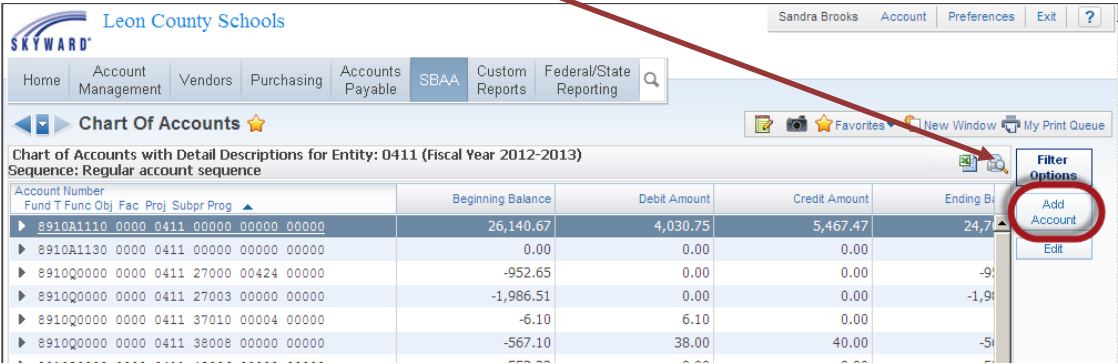 Leon County Schools
SKYWARD
Sandra Brooks Account Preferences Exit ?
Home Account Management Vendors Purchasing Accounts Payable SBAA Custom Reports Federal/State Reporting
Chart Of Accounts
Favorites New Window My Print Queue
Chart of Accounts with Detail Descriptions for Entity: 0411 (Fiscal Year 2012-2013)
Sequence: Regular account sequence
Filter Options
Add Account
Edit
Account Number
Fund T Func Obj Fac Proj Subpr Prog Beginning Balance Debit Amount Credit Amount Ending
8910A1110 0000 0411 00000 00000 00000 26,140.67 4,030.75 5,467.47 24,7
8910A1130 0000 0411 00000 00000 00000 0.00 0.00 0.00
8910Q0000 0000 0411 27000 00424 00000 -952.65 0.00 0.00 -9
8910Q0000 0000 0411 27003 00000 00000 -1,986.51 0.00 0.00 -1,9
8910Q0000 0000 0411 37010 00004 00000 -6.10 6.10 0.00
8910Q0000 0000 0411 38008 00000 00000 -567.10 38.00 40.00 -5